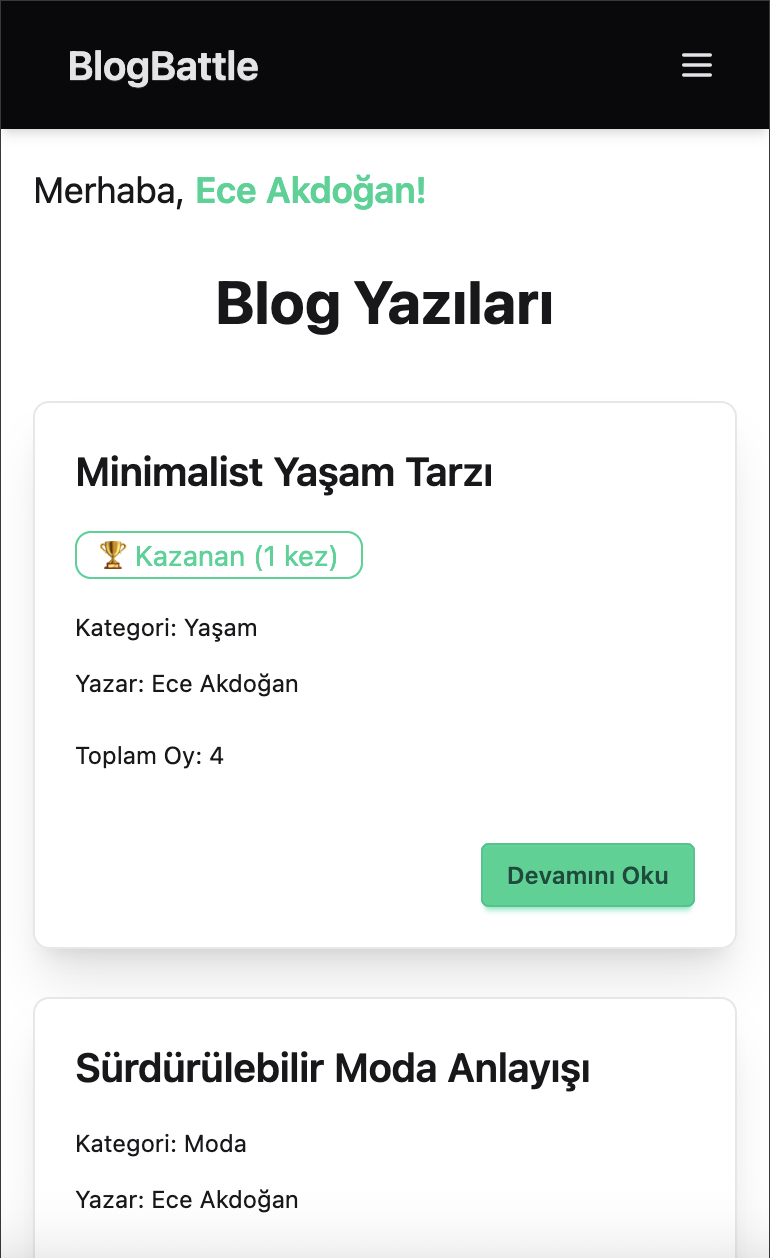 BlogBattle
Merhaba, Ece Akdoğan!
Blog Yazıları
Minimalist Yaşam Tarzı
🏆 Kazanan (1 kez)
Kategori: Yaşam
Yazar: Ece Akdoğan
Toplam Oy: 4
Devamını Oku
Sürdürülebilir Moda Anlayışı
Kategori: Moda
Yazar: Ece Akdoğan